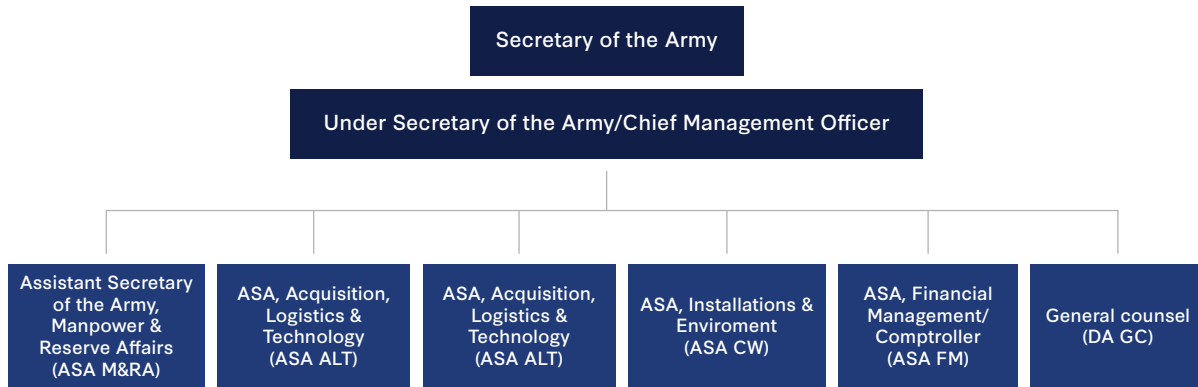 Secretary of the Army
Under Secretary of the Army/Chief Management Officer
Assistant Secretary
of the Army,
Manpower &
Reserve Affairs
(ASA M&RA)
ASA, Acquisition,
Logistics &
Technology
(ASA ALT)
ASA, Acquisition,
Logistics &
Technology
(ASA ALT)
ASA, Installations &
Enviroment
(ASA CW)
ASA, Financial
Management/
Comptroller
(ASA FM)
General counsel
(DA GC)